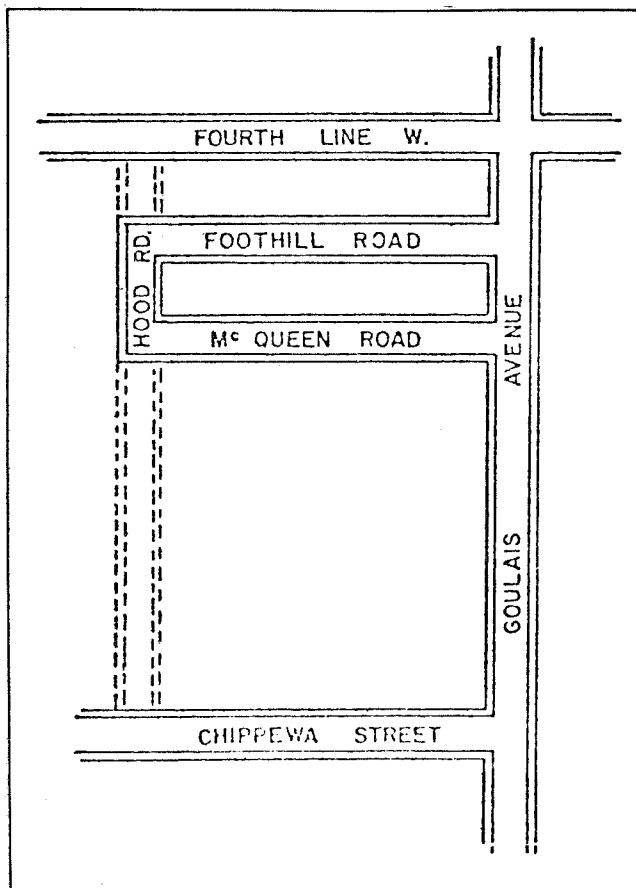 FOURTH LINE W.
FOOTHILL ROAD
HOOD RD.
Mc QUEEN ROAD
AVENUE
GOULAIS
CHIPPEWA STREET